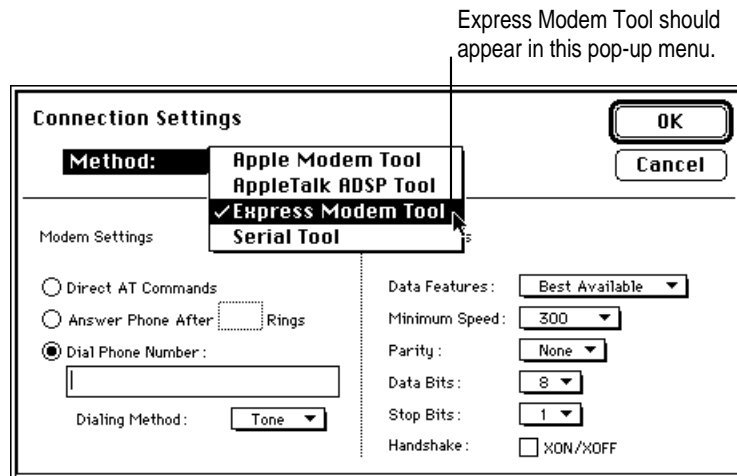 Express Modem Tool should
appear in this pop-up menu.
Connection Settings
OK
Method:
Cancel
Apple Modem Tool
AppleTalk ADSP Tool
✓Express Modem Tool
Serial Tool
Modem Settings
Direct AT Commands
Answer Phone After Rings
Dial Phone Number:
Dialing Method: Tone
Data Features: Best Available
Minimum Speed: 300
Parity: None
Data Bits: 8
Stop Bits: 1
Handshake: XON/XOFF